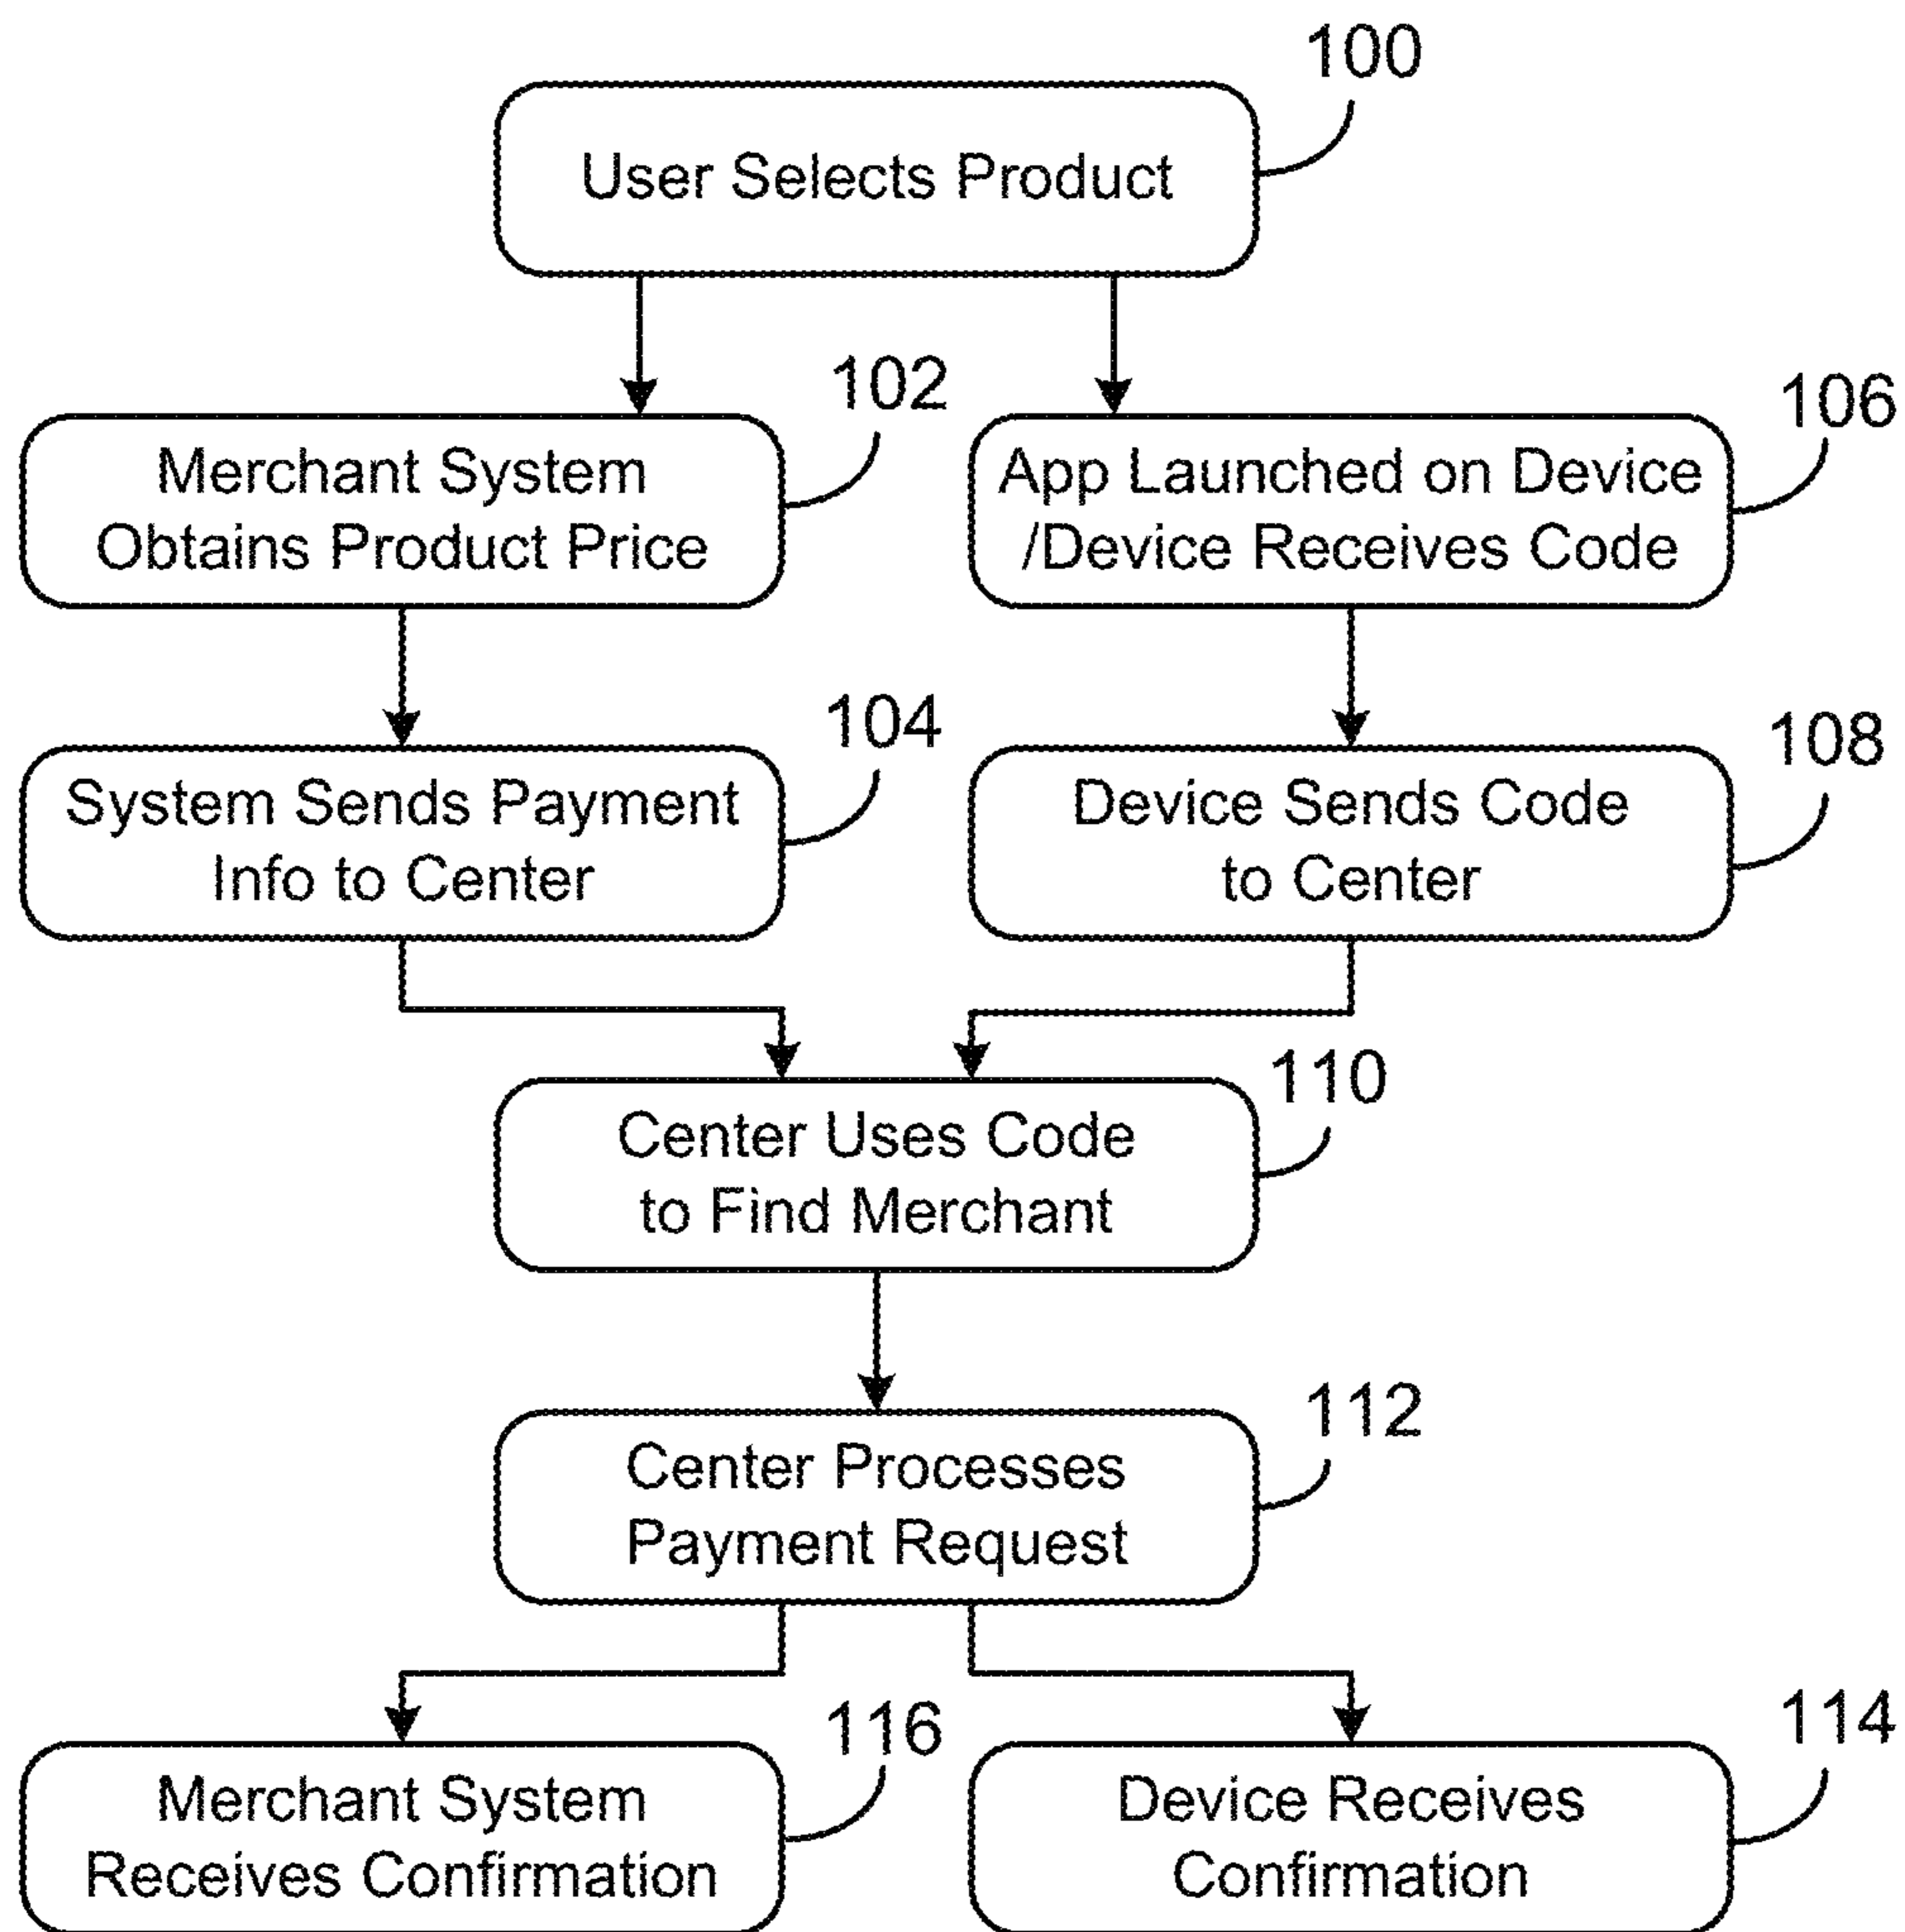 100
User Selects Product
102
Merchant System
Obtains Product Price
106
App Launched on Device
/Device Receives Code
104
System Sends Payment
Info to Center
108
Device Sends Code
to Center
110
Center Uses Code
to Find Merchant
112
Center Processes
Payment Request
116
Merchant System
Receives Confirmation
114
Device Receives
Confirmation